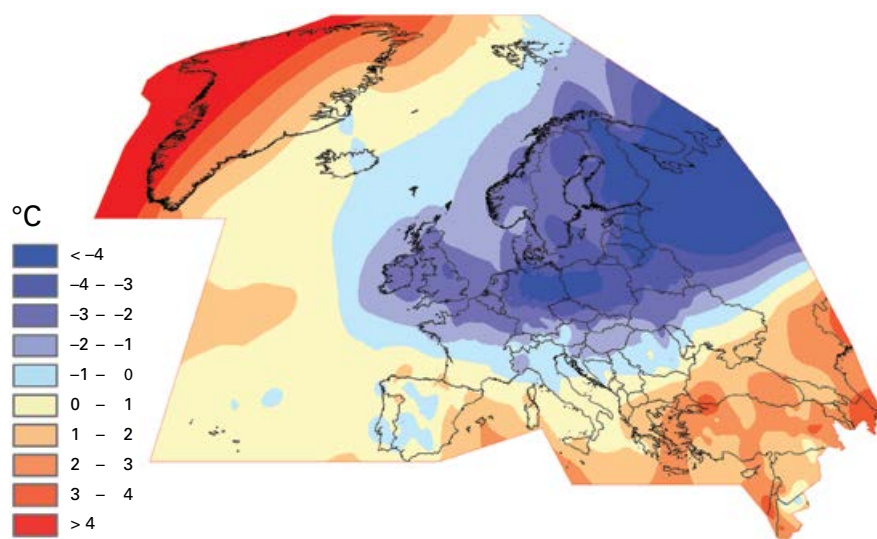 °C
< –4
–4 – –3
–3 – –2
–2 – –1
–1 – 0
0 – 1
1 – 2
2 – 3
3 – 4
> 4